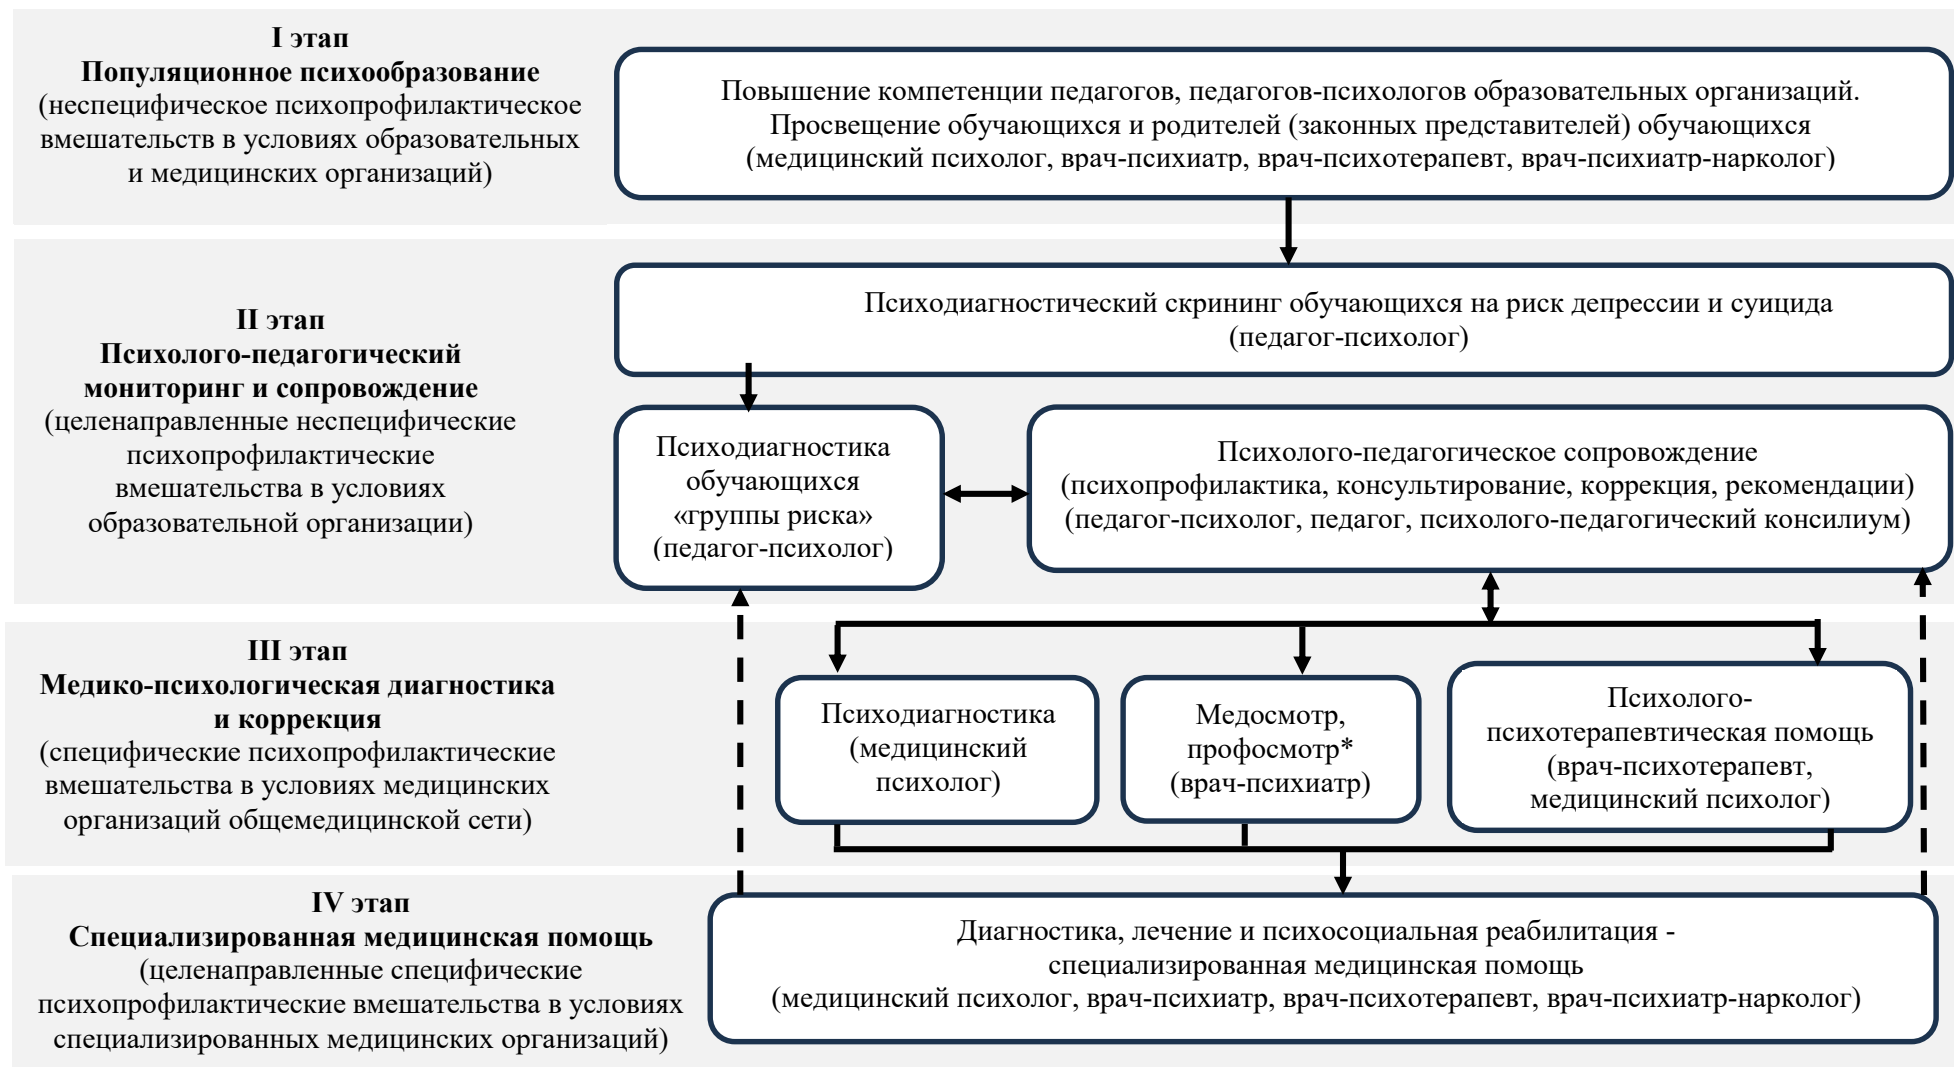 I этап
Популяционное психообразование
(неспецифическое психопрофилактическое
вмешательств в условиях образовательных
и медицинских организаций)
Повышение компетенции педагогов, педагогов-психологов образовательных организаций.
Просвещение обучающихся и родителей (законных представителей) обучающихся
(медицинский психолог, врач-психиатр, врач-психотерапевт, врач-психиатр-нарколог)
II этап
Психолого-педагогический
мониторинг и сопровождение
(целенаправленные неспецифические
психопрофилактические
вмешательства в условиях
образовательной организации)
Психодиагностический скрининг обучающихся на риск депрессии и суицида
(педагог-психолог)
Психодиагностика
обучающихся
«группы риска»
(педагог-психолог)
Психолого-педагогическое сопровождение
(психопрофилактика, консультирование, коррекция, рекомендации)
(педагог-психолог, педагог, психолого-педагогический консилиум)
III этап
Медико-психологическая диагностика
и коррекция
(специфические психопрофилактические
вмешательства в условиях медицинских
организаций общемедицинской сети)
Психодиагностика
(медицинский
психолог)
Медосмотр,
профосмотр*
(врач-психиатр)
Психолого-
психотерапевтическая помощь
(врач-психотерапевт,
медицинский психолог)
IV этап
Специализированная медицинская помощь
(целенаправленные специфические
психопрофилактические вмешательства в условиях
специализированных медицинских организаций)
Диагностика, лечение и психосоциальная реабилитация -
специализированная медицинская помощь
(медицинский психолог, врач-психиатр, врач-психотерапевт, врач-психиатр-нарколог)